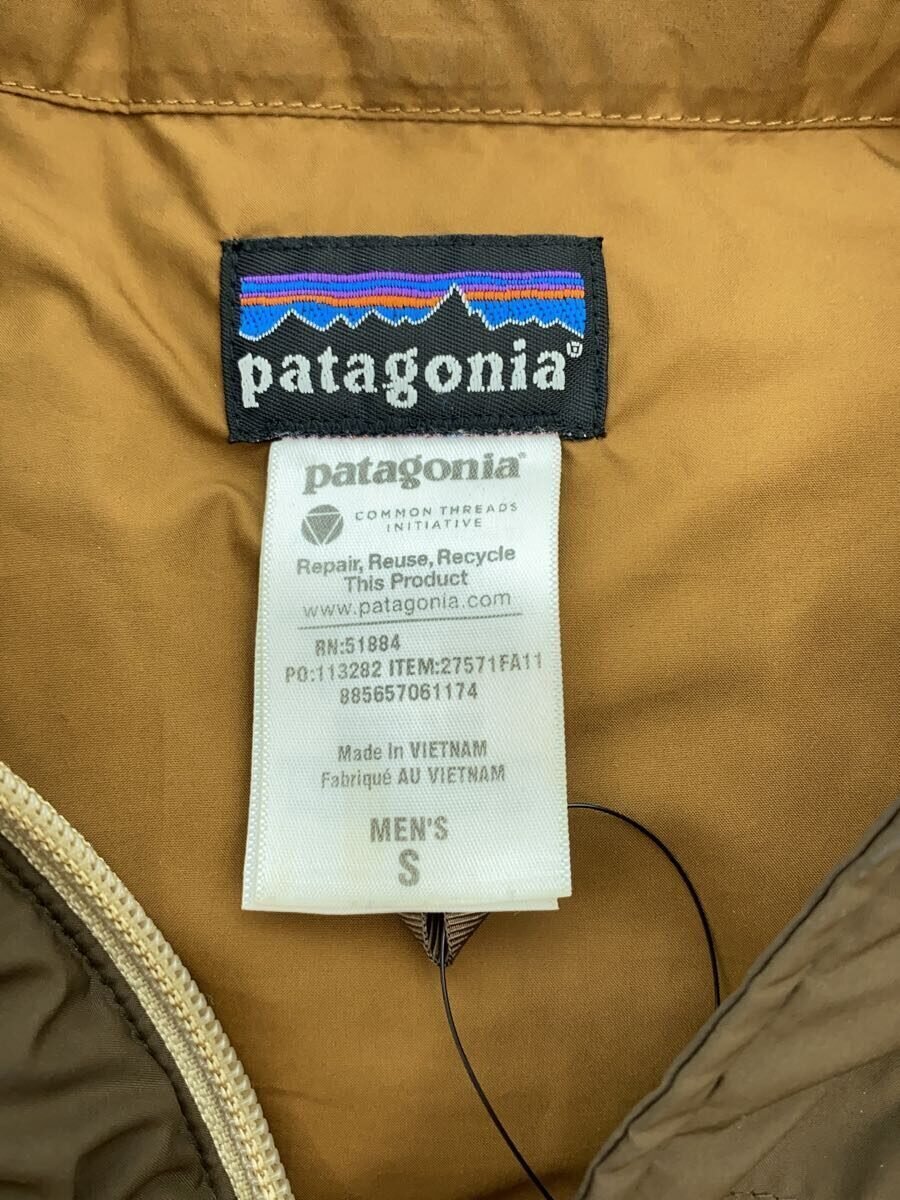 patagonia®
patagonia®
COMMON THREADS
INITIATIVE
Repair, Reuse, Recycle
This Product
www.patagonia.com
RN:51884
PO:113282 ITEM:27571FA11
885657061174
Made In VIETNAM
Fabriqué AU VIETNAM
MEN'S
S